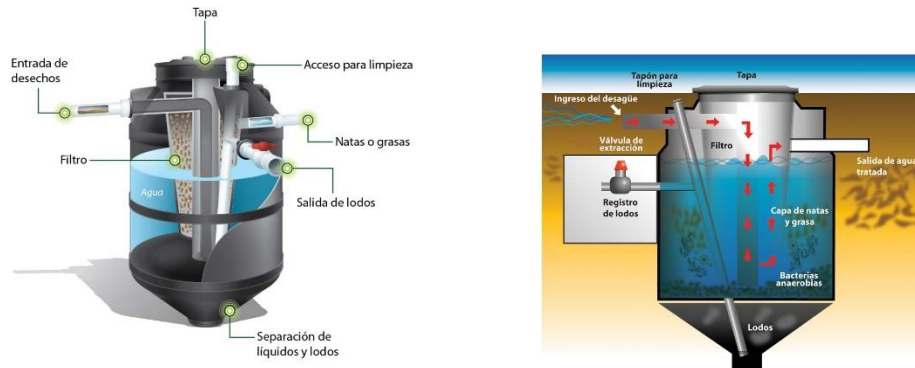 Tapa
Entrada de
desechos
Acceso para limpieza
Filtro
Agua
Natas o grasas
Salida de lodos
Separación de
líquidos y lodos
Tapón para
limpieza
Tapa
Ingreso del desagüe
Válvula de
extracción
Filtro
Salida de agua
tratada
Registro
de lodos
Capa de natas
y grasa
Bacterias
anaerobias
Lodos